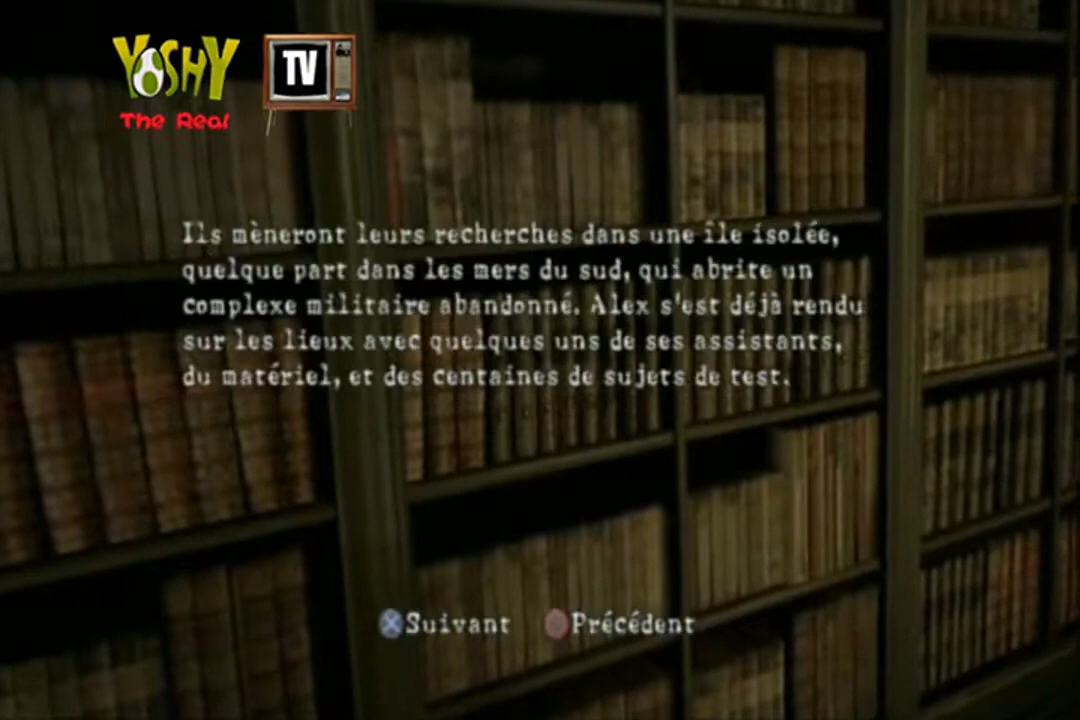 YOSHY
The Real
TV
Ils mèneront leurs recherches dans une île isolée,
quelque part dans les mers du sud, qui abrite un
complexe militaire abandonné. Alex s'est déjà rendu
sur les lieux avec quelques uns de ses assistants,
du matériel, et des centaines de sujets de test.
Suivant Précédent